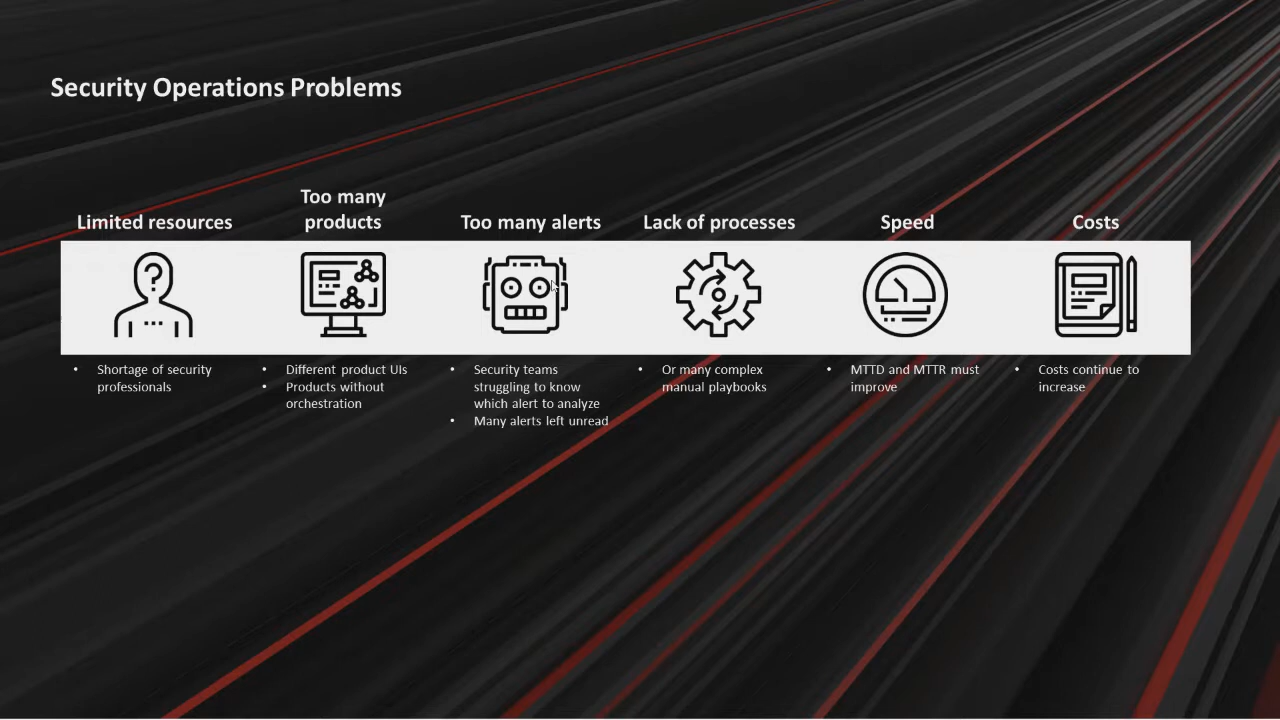 Security Operations Problems
Limited resources
Too many
products
Too many alerts
Lack of processes
Speed
Costs
?
• Shortage of security
professionals
• Different product UIs
• Products without
orchestration
• Security teams
struggling to know
which alert to analyze
• Many alerts left unread
• Or many complex
manual playbooks
• MTTD and MTTR must
improve
• Costs continue to
increase